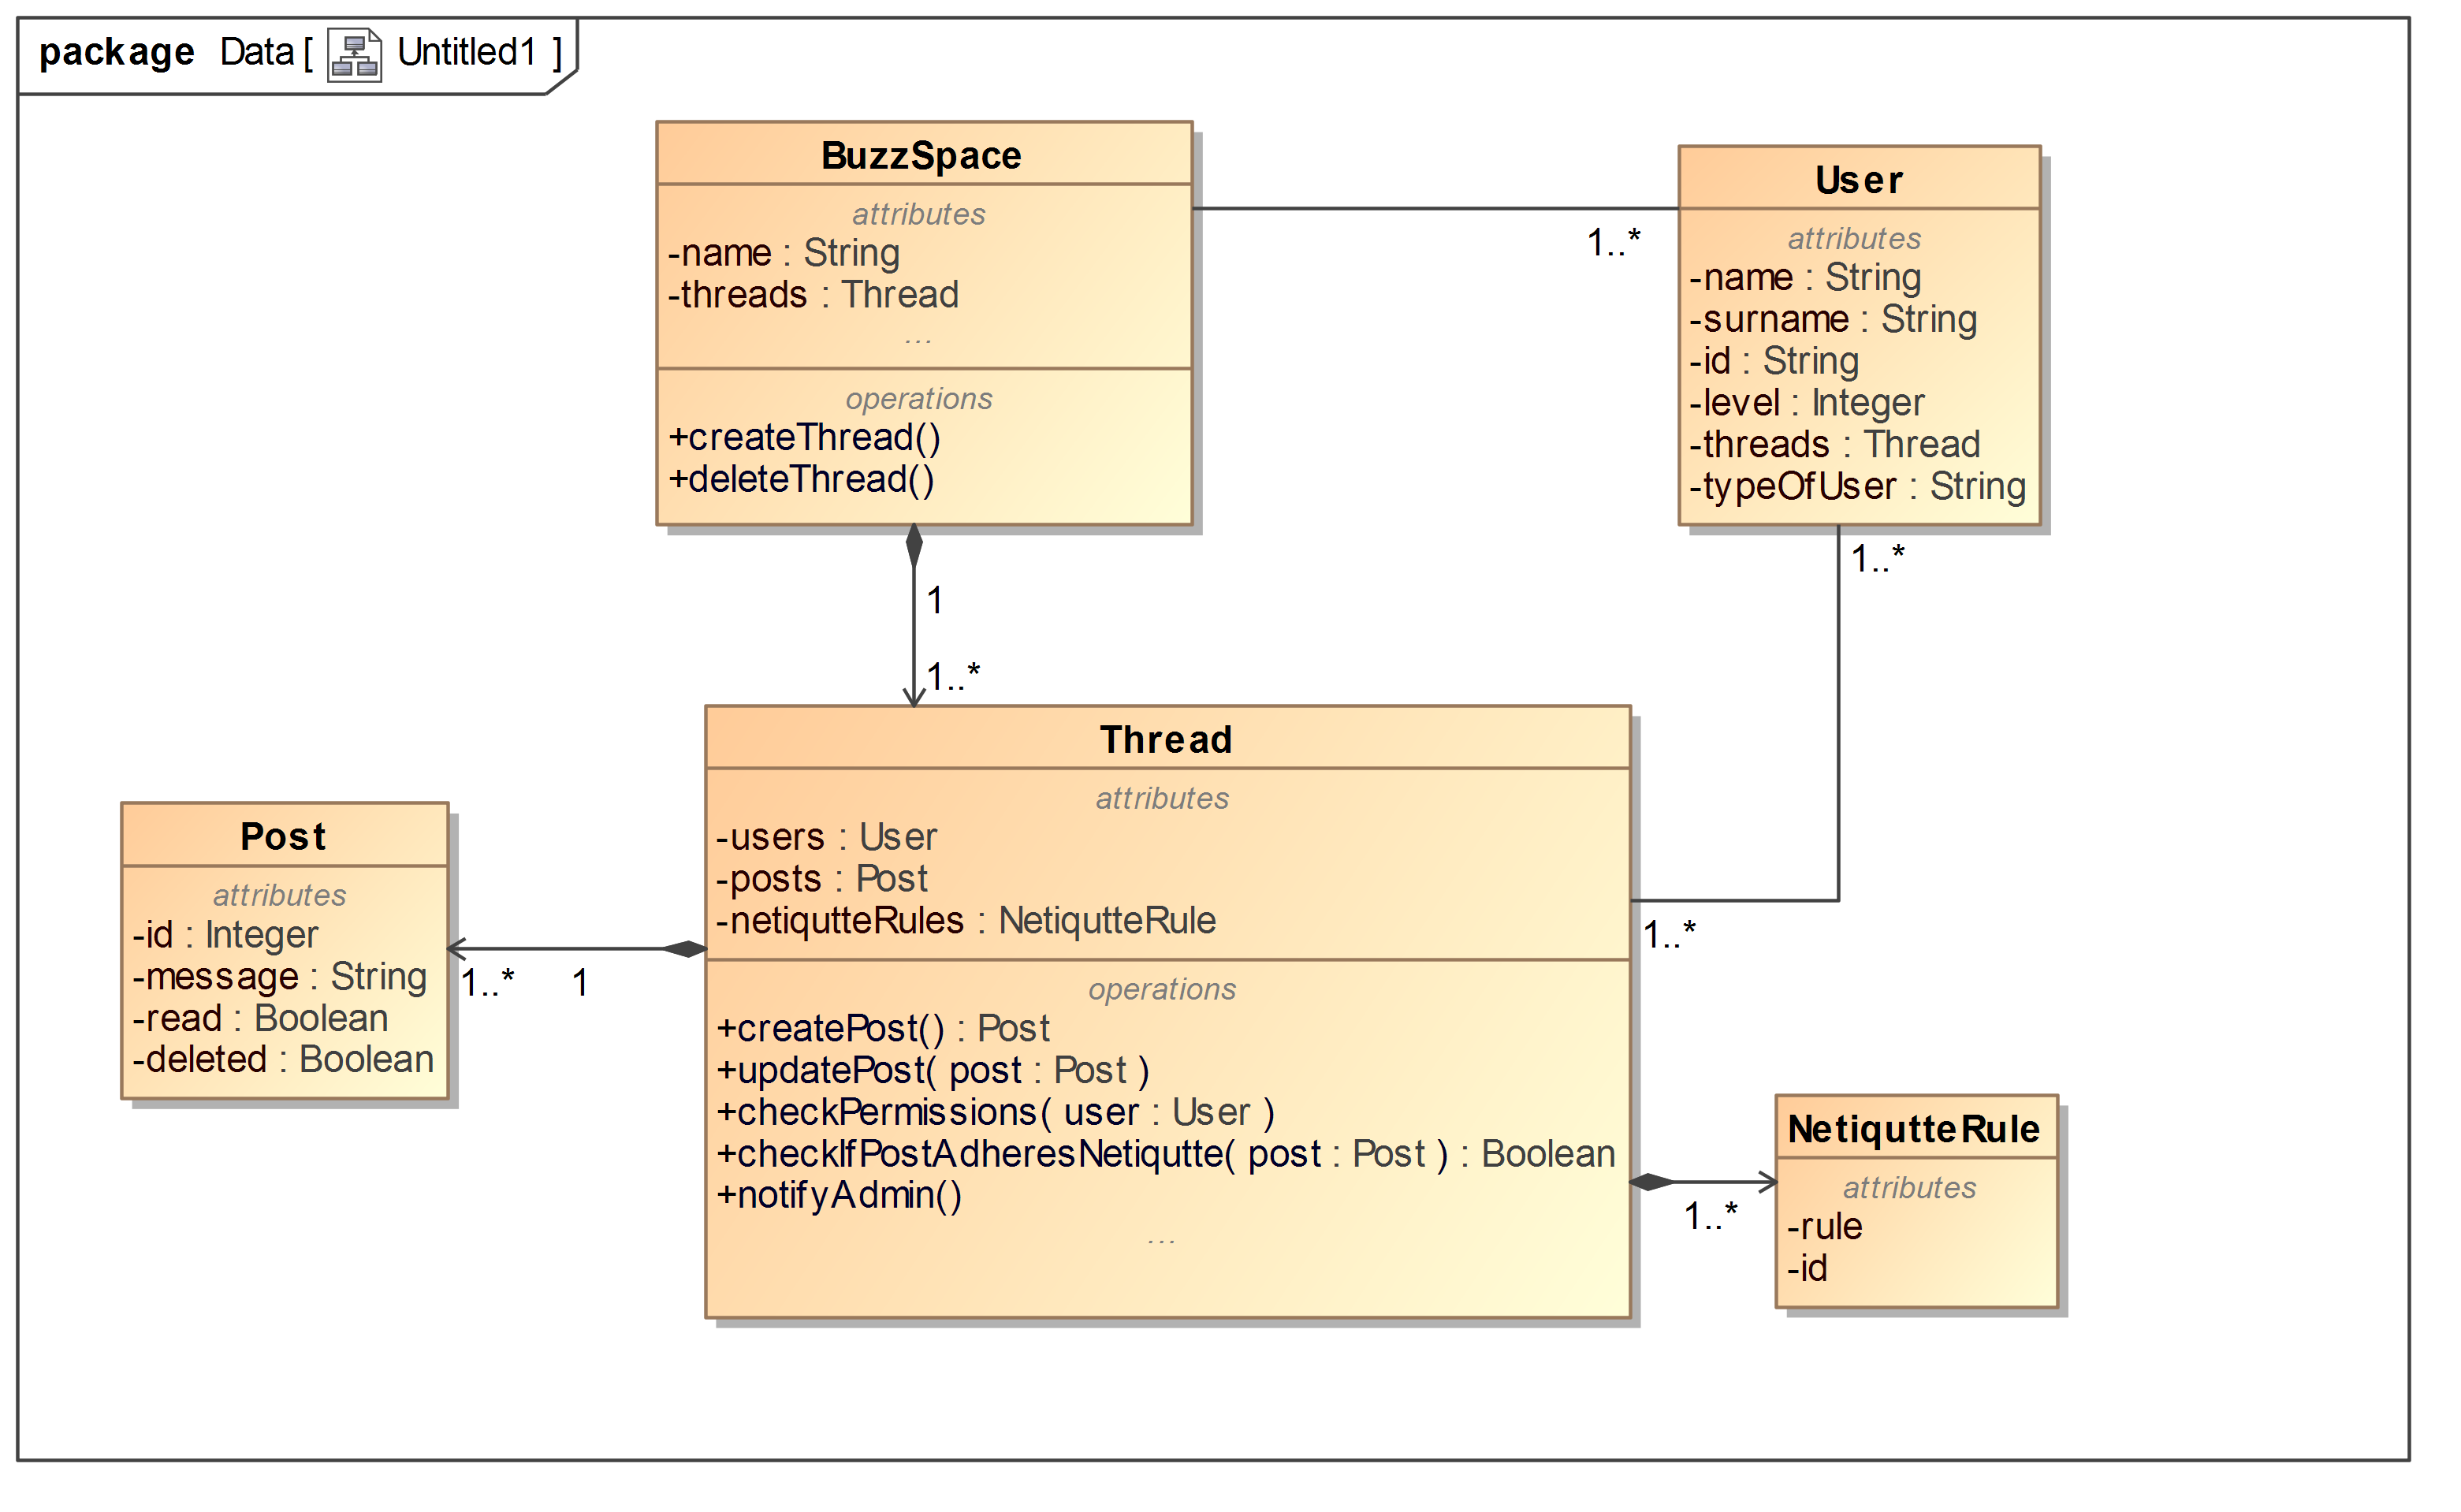 package Data [ Untitled1 ]
BuzzSpace
attributes
-name : String
-threads : Thread
...
operations
+createThread()
+deleteThread()
1..*
User
attributes
-name : String
-surname : String
-id : String
-level : Integer
-threads : Thread
-typeOfUser : String
1..*
1
1..*
Thread
attributes
-users : User
-posts : Post
-netiqutteRules : NetiqutteRule
operations
+createPost() : Post
+updatePost( post : Post )
+checkPermissions( user : User )
+checkIfPostAdheresNetiqutte( post : Post ) : Boolean
+notifyAdmin()
...
1..*
Post
attributes
-id : Integer
-message : String
-read : Boolean
-deleted : Boolean
1..* 1
1..*
NetiqutteRule
attributes
-rule
-id